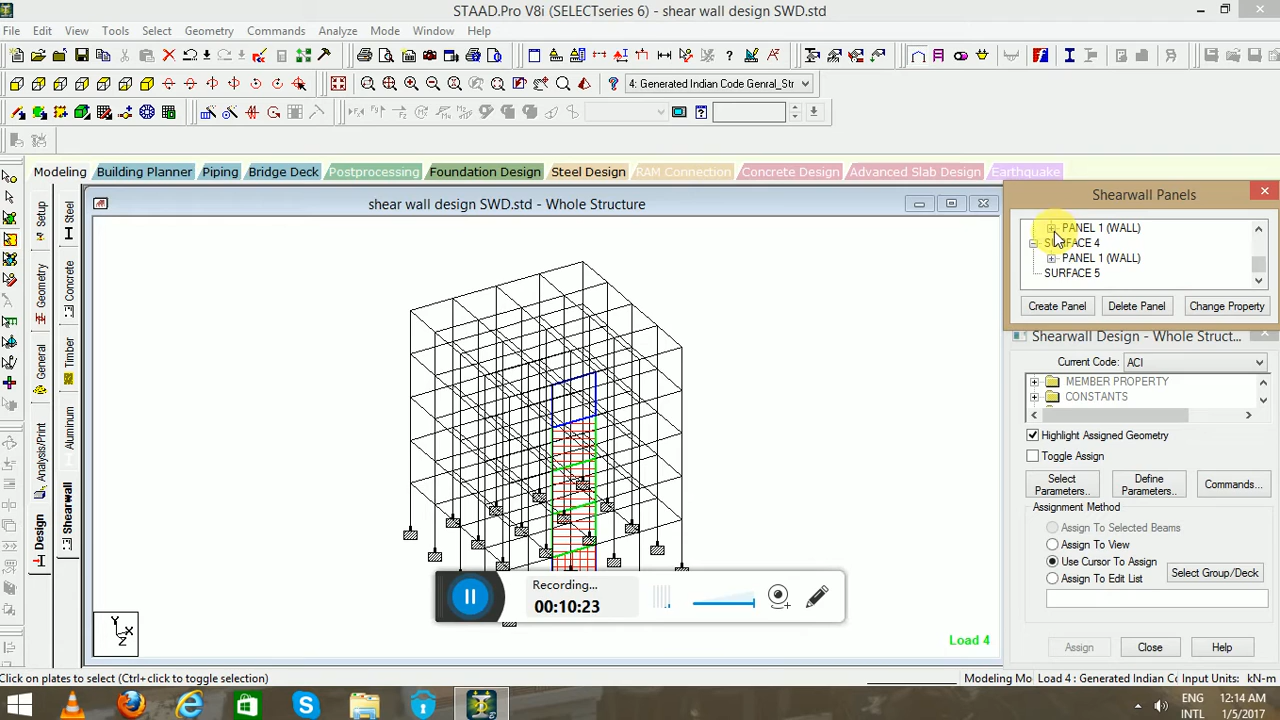 STAAD.Pro V8i (SELECTseries 6) - shear wall design SWD.std
File Edit View Tools Select Geometry Commands Analyze Mode Window Help
4: Generated Indian Code Genral_Str
Modeling Building Planner Piping Bridge Deck Postprocessing Foundation Design Steel Design RAM Connection Concrete Design Advanced Slab Design Earthquake
Setup
Geometry
General
Analysis/Print
Design
Steel
Concrete
Timber
Aluminum
Shearwall
shear wall design SWD.std - Whole Structure
Shearwall Panels
PANEL 1 (WALL)
SURFACE 4
PANEL 1 (WALL)
SURFACE 5
Create Panel Delete Panel Change Property
Shearwall Design - Whole Struct...
Current Code: ACI
MEMBER PROPERTY
CONSTANTS
Highlight Assigned Geometry
Toggle Assign
Select Parameters.. Define Parameters.. Commands...
Assignment Method
Assign To Selected Beams
Assign To View
Use Cursor To Assign
Assign To Edit List
Select Group/Deck
Assign Close Help
Recording...
00:10:23
Y
X
Z
Load 4
Click on plates to select (Ctrl+click to toggle selection)
Modeling Mo Load 4 : Generated Indian Cc Input Units: kN-m
ENG
INTL
12:14 AM
1/5/2017